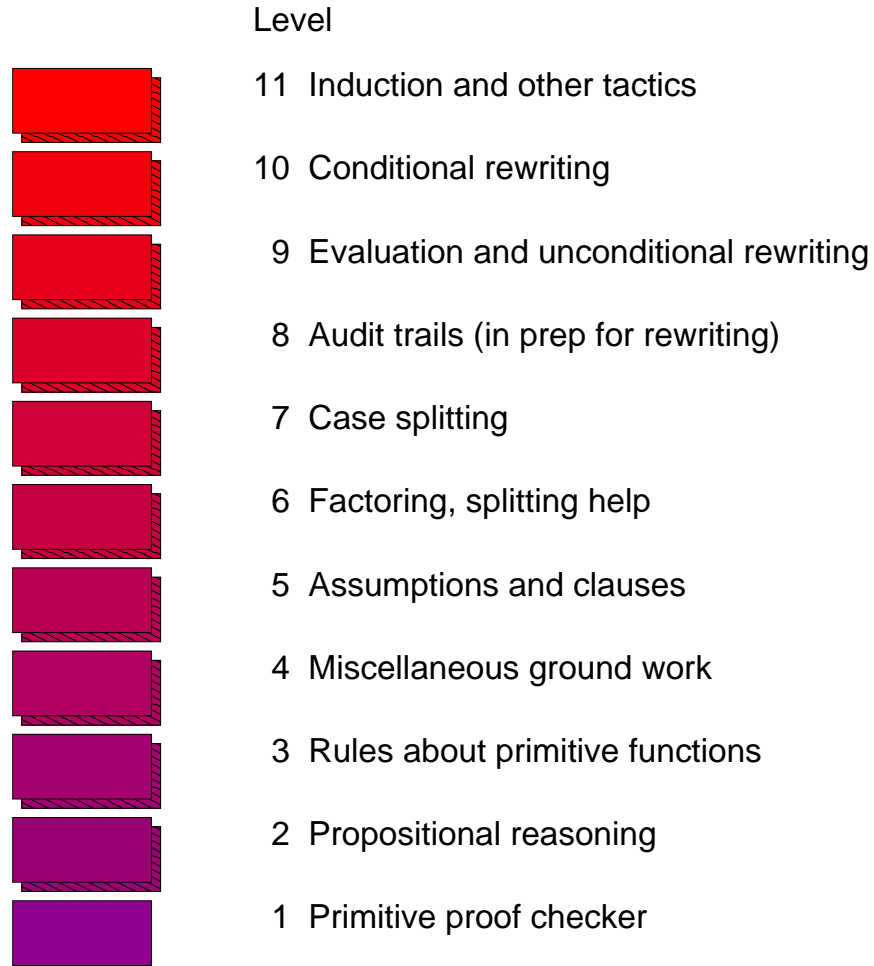 Level
11 Induction and other tactics
10 Conditional rewriting
9 Evaluation and unconditional rewriting
8 Audit trails (in prep for rewriting)
7 Case splitting
6 Factoring, splitting help
5 Assumptions and clauses
4 Miscellaneous ground work
3 Rules about primitive functions
2 Propositional reasoning
1 Primitive proof checker